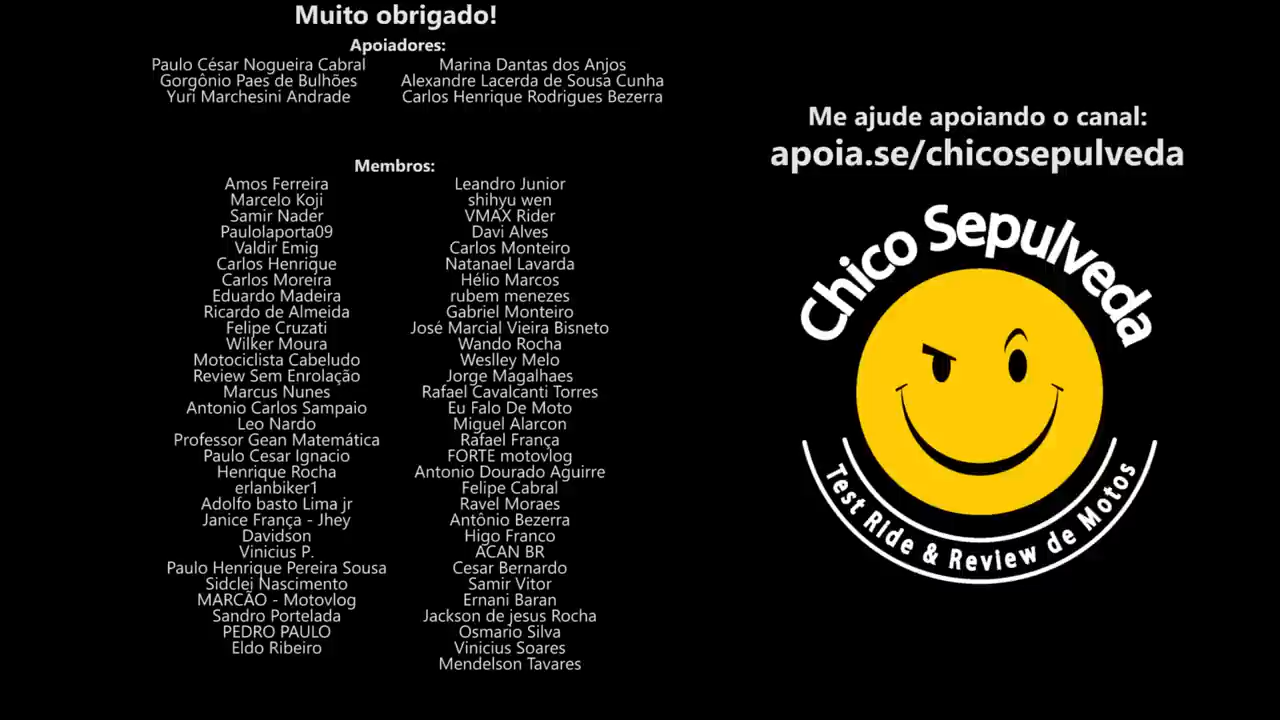 Muito obrigado!
Apoiadores:
Paulo César Nogueira Cabral
Gorgônio Paes de Bulhões
Yuri Marchesini Andrade
Marina Dantas dos Anjos
Alexandre Lacerda de Sousa Cunha
Carlos Henrique Rodrigues Bezerra
Membros:
Amos Ferreira
Marcelo Koji
Samir Nader
Paulolaporta09
Valdir Emig
Carlos Henrique
Carlos Moreira
Eduardo Madeira
Ricardo de Almeida
Felipe Cruzati
Wilker Moura
Motociclista Cabeludo
Review Sem Enrolação
Marcus Nunes
Antonio Carlos Sampaio
Leo Nardo
Professor Gean Matemática
Paulo Cesar Ignacio
Henrique Rocha
erlanbiker1
Adolfo basto Lima jr
Janice França - Jhey
Davidson
Vinicius P.
Paulo Henrique Pereira Sousa
Sidclei Nascimento
MARCÃO - Motovlog
Sandro Portelada
PEDRO PAULO
Eldo Ribeiro
Leandro Junior
shihyu wen
VMAX Rider
Davi Alves
Carlos Monteiro
Natanael Lavarda
Hélio Marcos
rubem menezes
Gabriel Monteiro
José Marcial Vieira Bisneto
Wando Rocha
Weslley Melo
Jorge Magalhaes
Rafael Cavalcanti Torres
Eu Falo De Moto
Miguel Alarcon
Rafael França
FORTE motovlog
Antonio Dourado Aguirre
Felipe Cabral
Ravel Moraes
Antônio Bezerra
Higo Franco
ACAN BR
Cesar Bernardo
Samir Vitor
Ernani Baran
Jackson de jesus Rocha
Osmario Silva
Vinicius Soares
Mendelson Tavares
Me ajude apoiando o canal:
apoia.se/chicosepulveda
Chico Sepulveda
Test Ride & Review de Motos